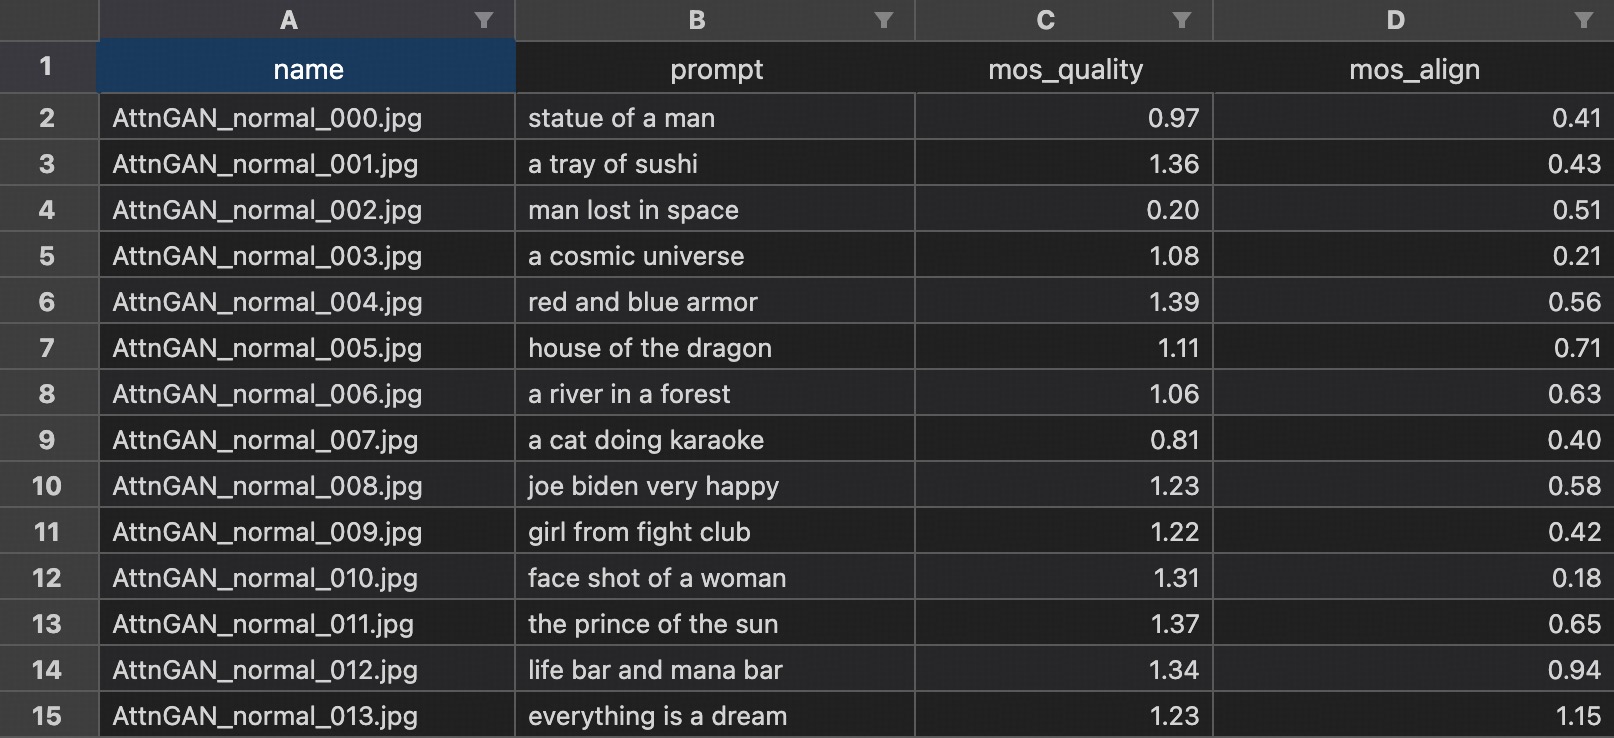 A B C D
1 name prompt mos_quality mos_align
2 AttnGAN_normal_000.jpg statue of a man 0.97 0.41
3 AttnGAN_normal_001.jpg a tray of sushi 1.36 0.43
4 AttnGAN_normal_002.jpg man lost in space 0.20 0.51
5 AttnGAN_normal_003.jpg a cosmic universe 1.08 0.21
6 AttnGAN_normal_004.jpg red and blue armor 1.39 0.56
7 AttnGAN_normal_005.jpg house of the dragon 1.11 0.71
8 AttnGAN_normal_006.jpg a river in a forest 1.06 0.63
9 AttnGAN_normal_007.jpg a cat doing karaoke 0.81 0.40
10 AttnGAN_normal_008.jpg joe biden very happy 1.23 0.58
11 AttnGAN_normal_009.jpg girl from fight club 1.22 0.42
12 AttnGAN_normal_010.jpg face shot of a woman 1.31 0.18
13 AttnGAN_normal_011.jpg the prince of the sun 1.37 0.65
14 AttnGAN_normal_012.jpg life bar and mana bar 1.34 0.94
15 AttnGAN_normal_013.jpg everything is a dream 1.23 1.15